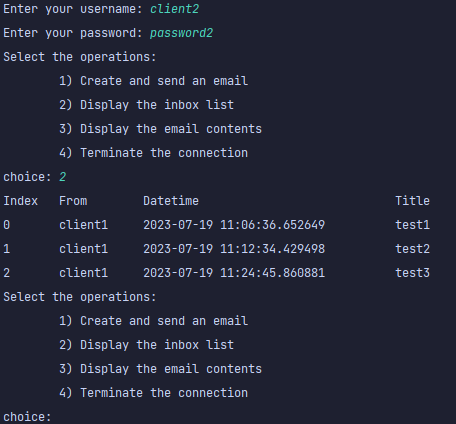 Enter your username: client2
Enter your password: password2
Select the operations:
1) Create and send an email
2) Display the inbox list
3) Display the email contents
4) Terminate the connection
choice: 2
Index From Datetime Title
0 client1 2023-07-19 11:06:36.652649 test1
1 client1 2023-07-19 11:12:34.429498 test2
2 client1 2023-07-19 11:24:45.860881 test3
Select the operations:
1) Create and send an email
2) Display the inbox list
3) Display the email contents
4) Terminate the connection
choice: